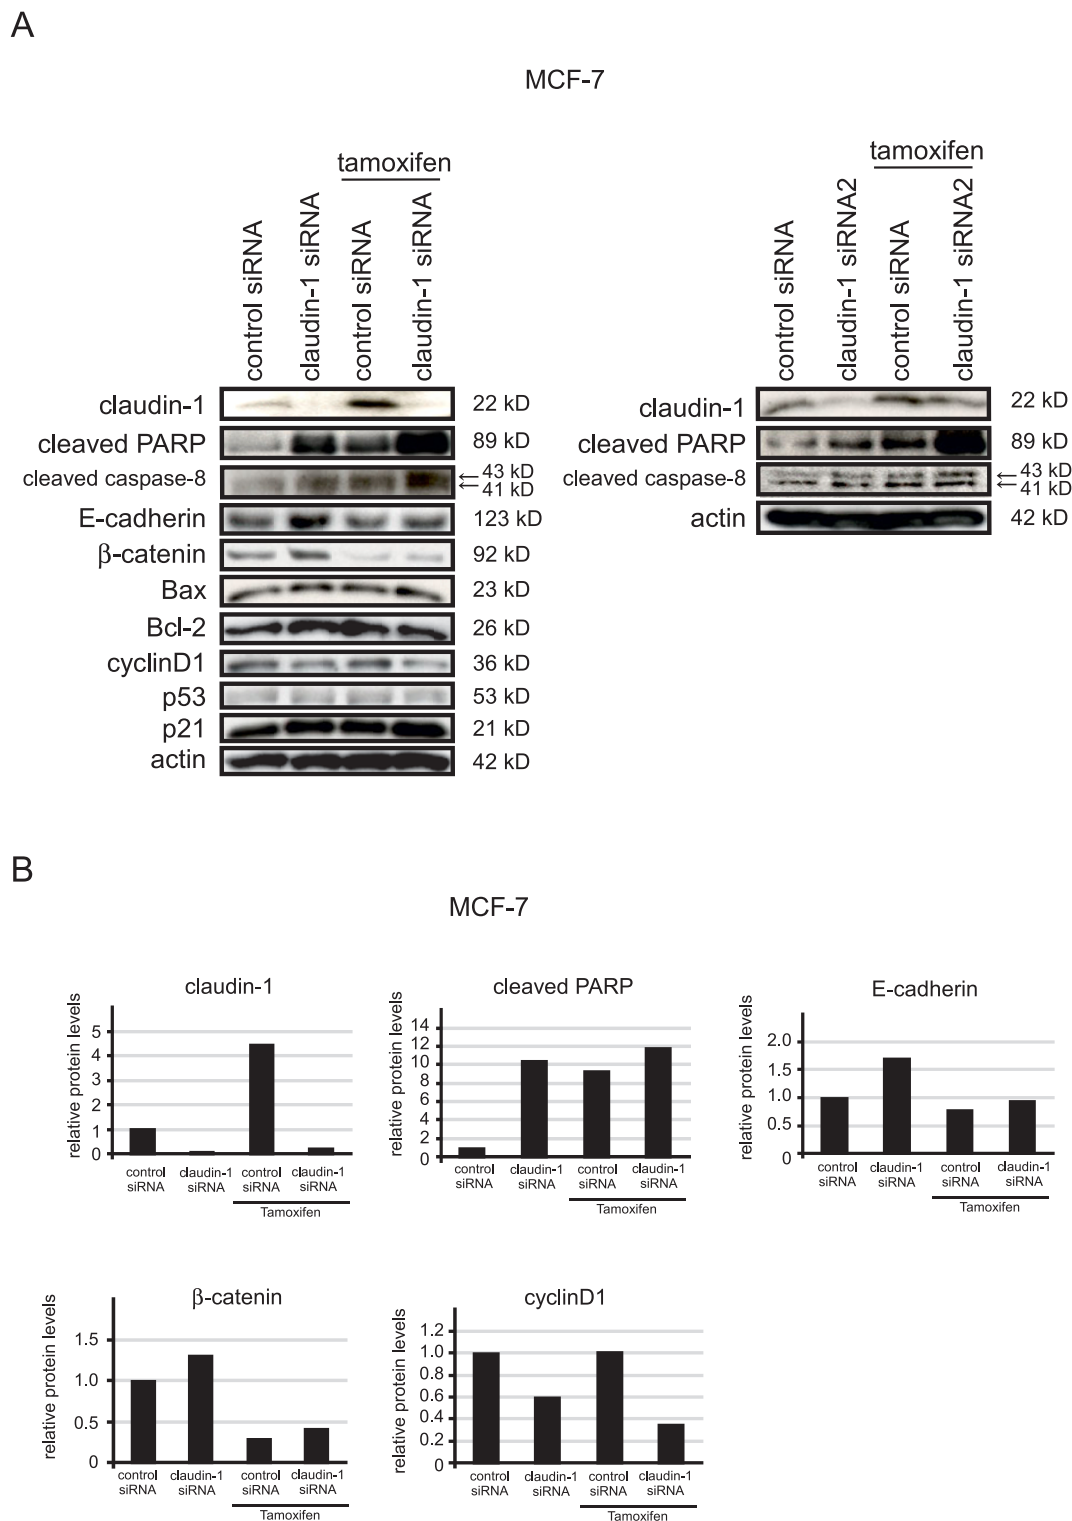 A
MCF-7
tamoxifen
control siRNA
claudin-1 siRNA
control siRNA
claudin-1 siRNA
claudin-1 22 kD
cleaved PARP 89 kD
cleaved caspase-8 ← 43 kD
← 41 kD
E-cadherin 123 kD
β-catenin 92 kD
Bax 23 kD
Bcl-2 26 kD
cyclinD1 36 kD
p53 53 kD
p21 21 kD
actin 42 kD
tamoxifen
control siRNA
claudin-1 siRNA2
control siRNA
claudin-1 siRNA2
claudin-1 22 kD
cleaved PARP 89 kD
cleaved caspase-8 ← 43 kD
← 41 kD
actin 42 kD
B
MCF-7
claudin-1
relative protein levels
5
4
3
2
1
0
control claudin-1 control claudin-1
siRNA siRNA siRNA siRNA
Tamoxifen
cleaved PARP
relative protein levels
14
12
10
8
6
4
2
0
control claudin-1 control claudin-1
siRNA siRNA siRNA siRNA
Tamoxifen
E-cadherin
relative protein levels
2.0
1.5
1.0
0.5
0
control claudin-1 control claudin-1
siRNA siRNA siRNA siRNA
Tamoxifen
β-catenin
relative protein levels
1.5
1.0
0.5
0
control claudin-1 control claudin-1
siRNA siRNA siRNA siRNA
Tamoxifen
cyclinD1
relative protein levels
1.2
1.0
0.8
0.6
0.4
0.2
0
control claudin-1 control claudin-1
siRNA siRNA siRNA siRNA
Tamoxifen